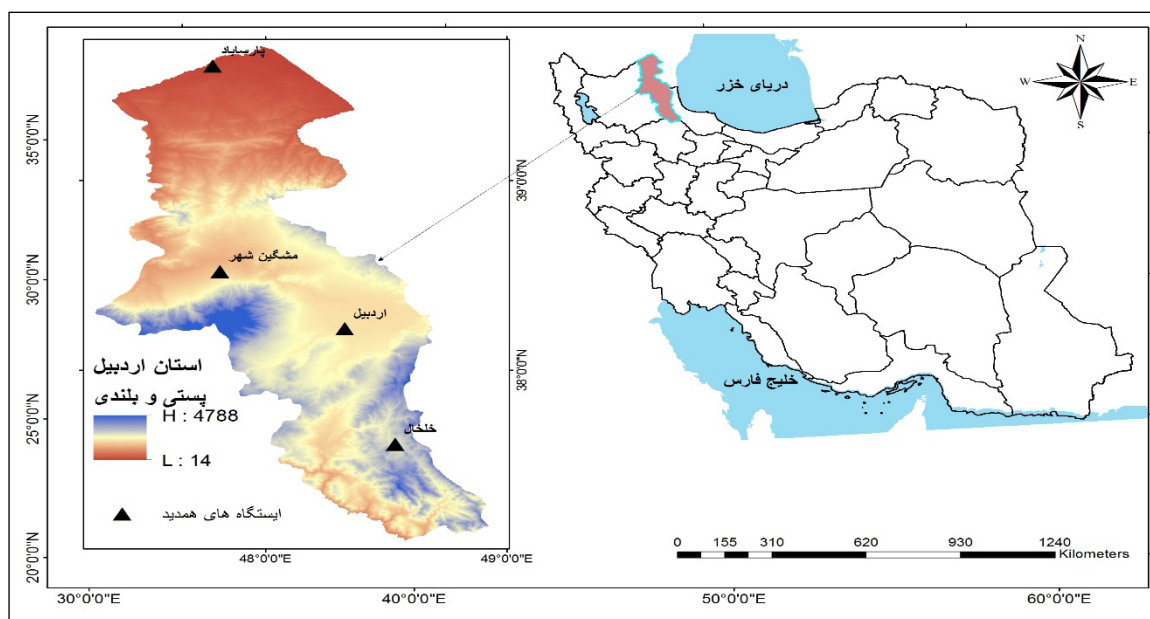 پارساباد
مشگین شهر
اردبیل
خلخال
استان اردبیل
پستی و بلندی
H : 4788
L : 14
ایستگاه های همدید
48°0'0"E
49°0'0"E
39°0'0"N
38°0'0"N
دریای خزر
خلیج فارس
N
W
E
S
0 155 310 620 930 1240
Kilometers
35°0'0"N
30°0'0"N
25°0'0"N
20°0'0"N
30°0'0"E
40°0'0"E
50°0'0"E
60°0'0"E